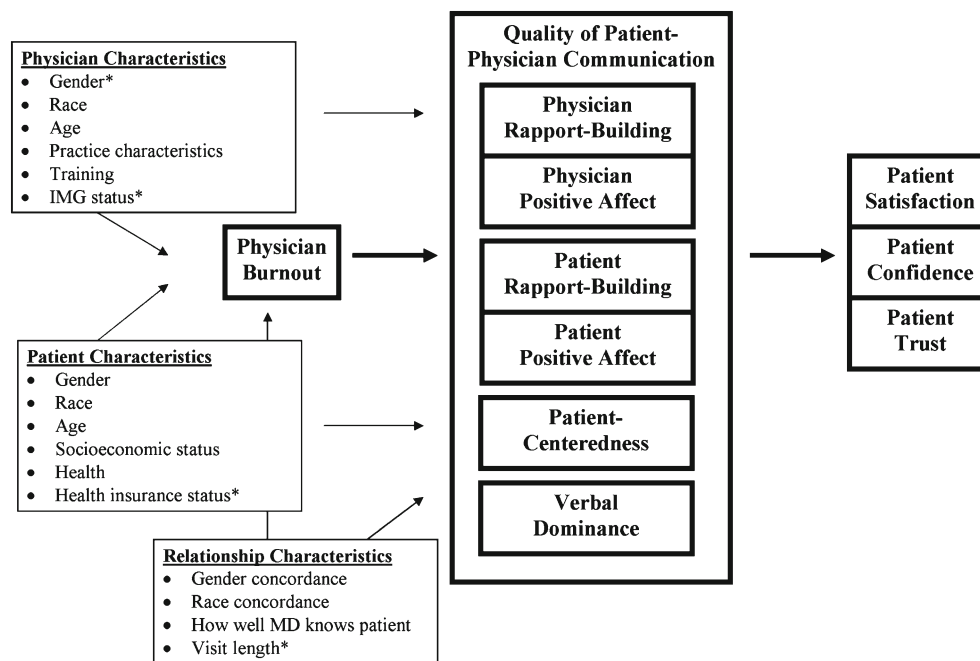 Physician Characteristics
• Gender*
• Race
• Age
• Practice characteristics
• Training
• IMG status*
Physician
Burnout
Patient Characteristics
• Gender
• Race
• Age
• Socioeconomic status
• Health
• Health insurance status*
Relationship Characteristics
• Gender concordance
• Race concordance
• How well MD knows patient
• Visit length*
Quality of Patient-
Physician Communication
Physician
Rapport-Building
Physician
Positive Affect
Patient
Rapport-Building
Patient
Positive Affect
Patient-
Centeredness
Verbal
Dominance
Patient
Satisfaction
Patient
Confidence
Patient
Trust